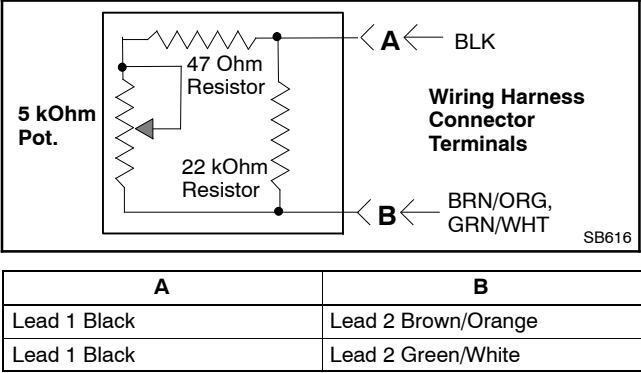 A
BLK
47 Ohm
Resistor
5 kOhm
Pot.
Wiring Harness
Connector
Terminals
22 kOhm
Resistor
B
BRN/ORG,
GRN/WHT
SB616
A B
Lead 1 Black Lead 2 Brown/Orange
Lead 1 Black Lead 2 Green/White